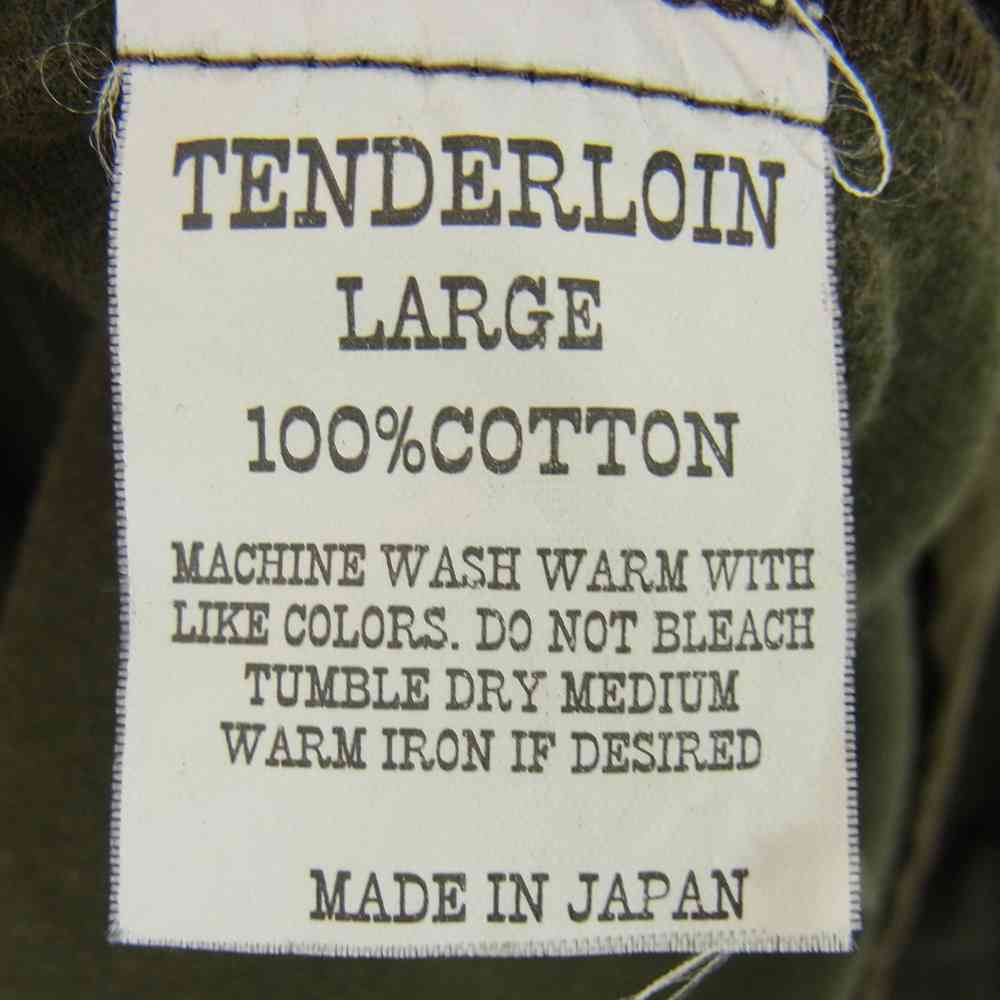 TENDERLOIN
LARGE
100%COTTON
MACHINE WASH WARM WITH
LIKE COLORS. DO NOT BLEACH
TUMBLE DRY MEDIUM
WARM IRON IF DESIRED
MADE IN JAPAN